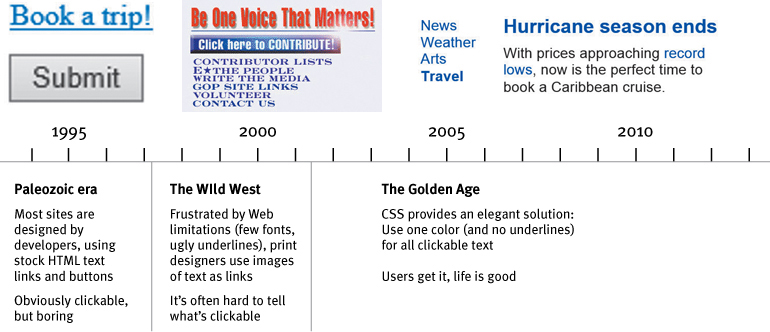 Book a trip!
Submit
Be One Voice That Matters!
Click here to CONTRIBUTE!
CONTRIBUTOR LISTS
E★THE PEOPLE
WRITE THE MEDIA
GOP SITE LINKS
VOLUNTEER
CONTACT US
News
Weather
Arts
Travel
Hurricane season ends
With prices approaching record
lows, now is the perfect time to
book a Caribbean cruise.
1995
2000
2005
2010
Paleozoic era
Most sites are
designed by
developers, using
stock HTML text
links and buttons
Obviously clickable,
but boring
The WIld West
Frustrated by Web
limitations (few fonts,
ugly underlines), print
designers use images
of text as links
It's often hard to tell
what's clickable
The Golden Age
CSS provides an elegant solution:
Use one color (and no underlines)
for all clickable text
Users get it, life is good